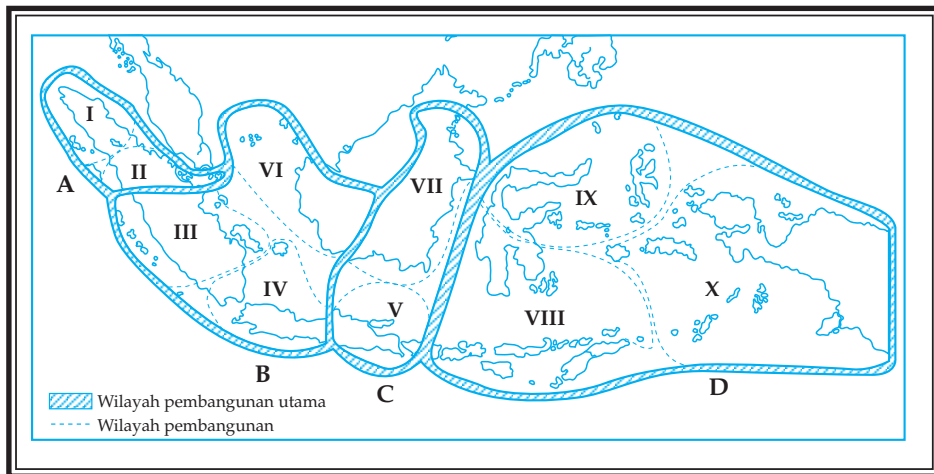 I
II
A
VI
III
IV
B
VII
V
C
IX
VIII
X
D
Wilayah pembangunan utama
Wilayah pembangunan